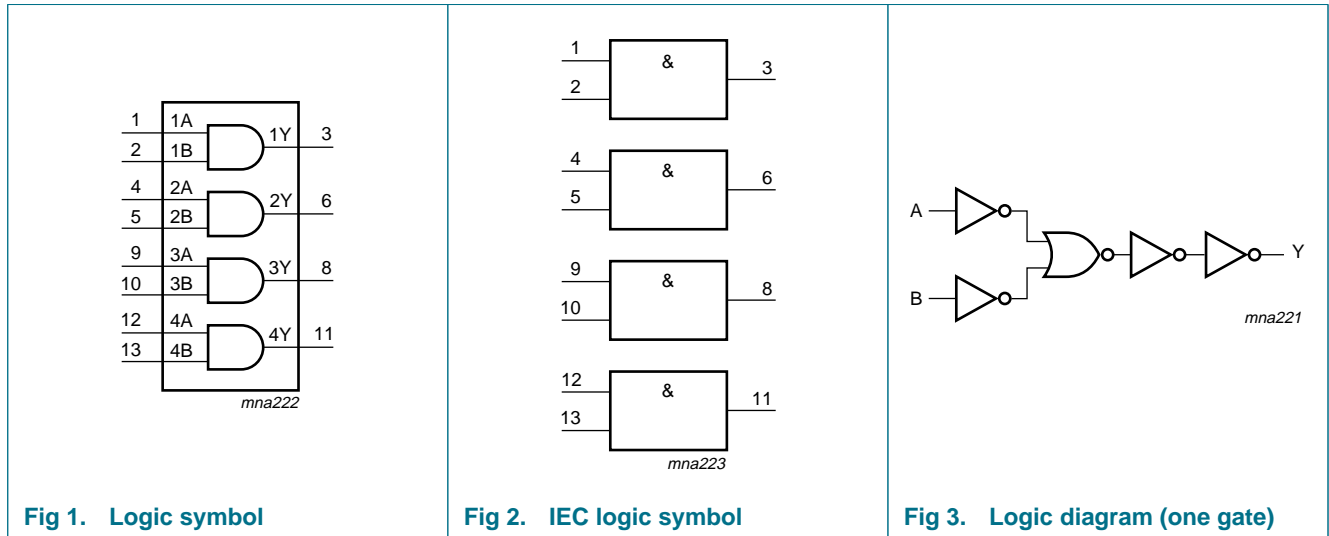 1 1A 1Y 3
2 1B
4 2A 2Y 6
5 2B
9 3A 3Y 8
10 3B
12 4A 4Y 11
13 4B
mna222
Fig 1. Logic symbol
1 & 3
2
4 & 6
5
9 & 8
10
12 & 11
13
mna223
Fig 2. IEC logic symbol
A
B
Y
mna221
Fig 3. Logic diagram (one gate)